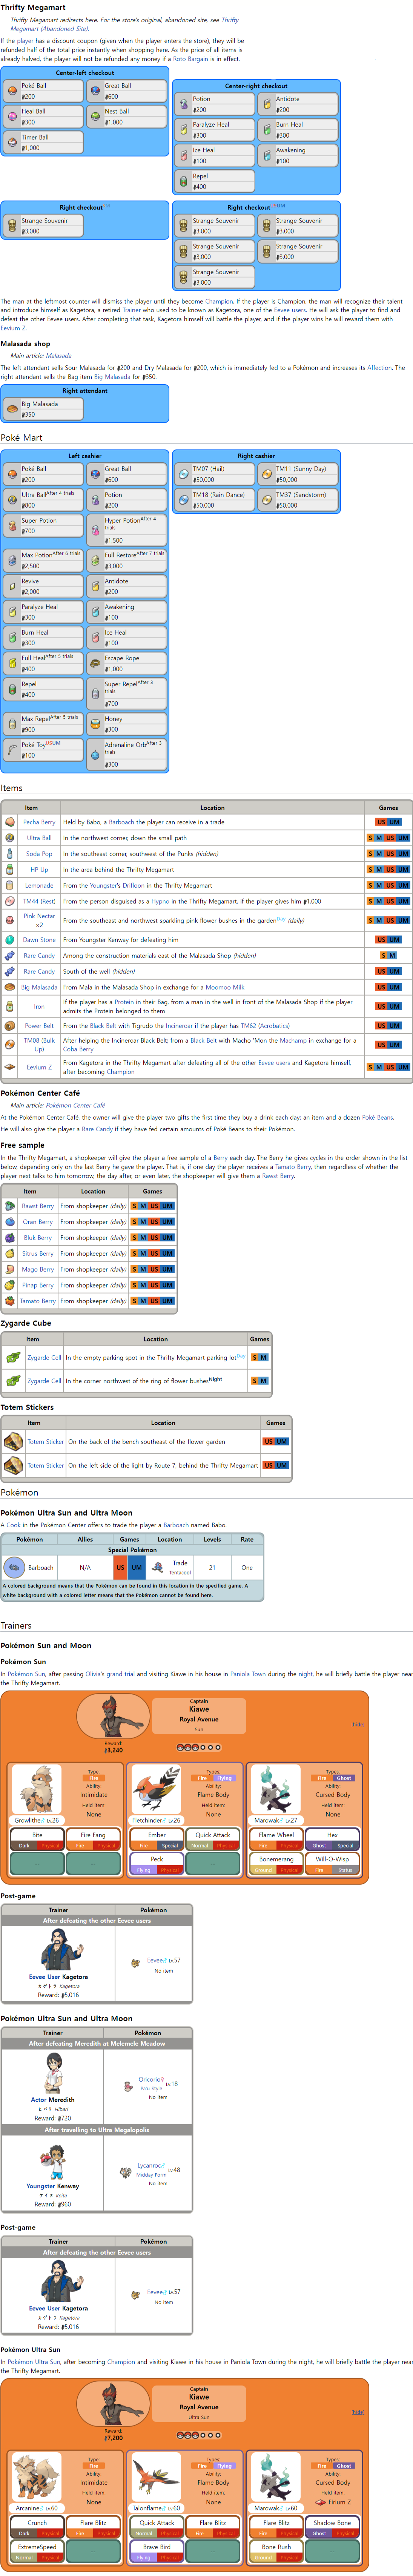 Thrifty Megamart
Thrifty Megamart redirects here. For the store's original, abandoned site, see Thrifty
Megamart (Abandoned Site).
If the player has a discount coupon (given when the player enters the store), they will be
refunded half of the total price instantly when shopping here. As the price of all items is
already halved, the player will not be refunded any money if a Roto Bargain is in effect.
Center-left checkout
Poké Ball
200
Great Ball
600
Heal Ball
300
Nest Ball
1,000
Timer Ball
1,000
Center-right checkout
Potion
200
Antidote
200
Paralyze Heal
300
Burn Heal
300
Ice Heal
100
Awakening
100
Repel
400
Right checkout
Strange Souvenir
3,000
Right checkout USUM
Strange Souvenir
3,000
Strange Souvenir
3,000
Strange Souvenir
3,000
Strange Souvenir
3,000
Strange Souvenir
3,000
The man at the leftmost counter will dismiss the player until they become Champion. If the player is Champion, the man will recognize their talent
and introduce himself as Kagetora, a retired Trainer who used to be known as Kagetora, one of the Eevee users. He will ask the player to find and
defeat the other Eevee users. After completing that task, Kagetora himself will battle the player, and if the player wins he will reward them with
Eevium Z.
Malasada shop
Main article: Malasada
The left attendant sells Sour Malasada for 200 and Dry Malasada for 200, which is immediately fed to a Pokémon and increases its Affection. The
right attendant sells the Bag item Big Malasada for 350.
Right attendant
Big Malasada
350
Poké Mart
Left cashier
Poké Ball
200
Great Ball
600
Ultra Ball After 4 trials
800
Potion
200
Super Potion
700
Hyper Potion After 4
trials
1,500
Max Potion After 6 trials
2,500
Full Restore After 7 trials
3,000
Revive
2,000
Antidote
200
Paralyze Heal
300
Awakening
100
Burn Heal
300
Ice Heal
100
Full Heal After 5 trials
400
Escape Rope
1,000
Repel
400
Super Repel After 3
trials
700
Max Repel After 5 trials
900
Honey
300
Poké Toy USUM
100
Adrenaline Orb After 3
trials
300
Right cashier
TM07 (Hail)
50,000
TM11 (Sunny Day)
50,000
TM18 (Rain Dance)
50,000
TM37 (Sandstorm)
50,000
Items
Item Location Games
Pecha Berry Held by Babo, a Barboach the player can receive in a trade US UM
Ultra Ball In the northwest corner, down the small path S M US UM
Soda Pop In the southeast corner, southwest of the Punks (hidden) S M US UM
HP Up In the area behind the Thrifty Megamart S M US UM
Lemonade From the Youngster's Drifloon in the Thrifty Megamart S M US UM
TM44 (Rest) From the person disguised as a Hypno in the Thrifty Megamart, if the player gives him 1,000 S M US UM
Pink Nectar
×2 From the southeast and northwest sparkling pink flower bushes in the garden Day (daily) S M US UM
Dawn Stone From Youngster Kenway for defeating him US UM
Rare Candy Among the construction materials east of the Malasada Shop (hidden) S M
Rare Candy South of the well (hidden) US UM
Big Malasada From Mala in the Malasada Shop in exchange for a Moomoo Milk US UM
Iron If the player has a Protein in their Bag, from a man in the well in front of the Malasada Shop if the player
admits the Protein belonged to them US UM
Power Belt From the Black Belt with Tigrudo the Incineroar if the player has TM62 (Acrobatics) US UM
TM08 (Bulk
Up) After helping the Incineroar Black Belt; from a Black Belt with Macho 'Mon the Machamp in exchange for a
Coba Berry US UM
Eevium Z From Kagetora in the Thrifty Megamart after defeating all of the other Eevee users and Kagetora himself,
after becoming Champion S M US UM
Pokémon Center Café
Main article: Pokémon Center Café
At the Pokémon Center Café, the owner will give the player two gifts the first time they buy a drink each day: an item and a dozen Poké Beans.
He will also give the player a Rare Candy if they have fed certain amounts of Poké Beans to their Pokémon.
Free sample
In the Thrifty Megamart, a shopkeeper will give the player a free sample of a Berry each day. The Berry he gives cycles in the order shown in the list
below, depending only on the last Berry he gave the player. That is, if one day the player receives a Tamato Berry, then regardless of whether the
player next talks to him tomorrow, the day after, or even later, the shopkeeper will give them a Rawst Berry.
Item Location Games
Rawst Berry From shopkeeper (daily) S M US UM
Oran Berry From shopkeeper (daily) S M US UM
Bluk Berry From shopkeeper (daily) S M US UM
Sitrus Berry From shopkeeper (daily) S M US UM
Mago Berry From shopkeeper (daily) S M US UM
Pinap Berry From shopkeeper (daily) S M US UM
Tamato Berry From shopkeeper (daily) S M US UM
Zygarde Cube
Item Location Games
Zygarde Cell In the empty parking spot in the Thrifty Megamart parking lot Day S M
Zygarde Cell In the corner northwest of the ring of flower bushes Night S M
Totem Stickers
Item Location Games
Totem Sticker On the back of the bench southeast of the flower garden US UM
Totem Sticker On the left side of the light by Route 7, behind the Thrifty Megamart US UM
Pokémon
Pokémon Ultra Sun and Ultra Moon
A Cook in the Pokémon Center offers to trade the player a Barboach named Babo.
Pokémon Allies Games Location Levels Rate
Special Pokémon
Barboach N/A US UM Trade
Tentacool 21 One
A colored background means that the Pokémon can be found in this location in the specified game. A
white background with a colored letter means that the Pokémon cannot be found here.
Trainers
Pokémon Sun and Moon
Pokémon Sun
In Pokémon Sun, after passing Olivia's grand trial and visiting Kiawe in his house in Paniola Town during the night, he will briefly battle the player near
the Thrifty Megamart.
Captain
Kiawe
Royal Avenue
Sun
[hide]
Reward:
3,240
Type:
Fire
Ability:
Intimidate
Held item:
None
Growlithe♂ Lv.26
Bite
Dark Physical
Fire Fang
Fire Physical
—
—
Types:
Fire Flying
Ability:
Flame Body
Held item:
None
Fletchinder♂ Lv.26
Ember
Fire Special
Quick Attack
Normal Physical
Peck
Flying Physical
—
Types:
Fire Ghost
Ability:
Cursed Body
Held item:
None
Marowak♂ Lv.27
Flame Wheel
Fire Physical
Hex
Ghost Special
Bonemerang
Ground Physical
Will-O-Wisp
Fire Status
Post-game
Trainer Pokémon
After defeating the other Eevee users
Eevee User Kagetora
カゲトラ Kagetora
Reward: 5,016
Eevee♂ Lv.57
No item
Pokémon Ultra Sun and Ultra Moon
Trainer Pokémon
After defeating Meredith at Melemele Meadow
Actor Meredith
ヒバリ Hibari
Reward: 720
Oricorio♀ Lv.18
Pa'u Style
No item
After travelling to Ultra Megalopolis
Youngster Kenway
ケイタ Keita
Reward: 960
Lycanroc♂ Lv.48
Midday Form
No item
Post-game
Trainer Pokémon
After defeating the other Eevee users
Eevee User Kagetora
カゲトラ Kagetora
Reward: 5,016
Eevee♂ Lv.57
No item
Pokémon Ultra Sun
In Pokémon Ultra Sun, after becoming Champion and visiting Kiawe in his house in Paniola Town during the night, he will briefly battle the player near
the Thrifty Megamart.
Captain
Kiawe
Royal Avenue
Ultra Sun
[hide]
Reward:
7,200
Type:
Fire
Ability:
Intimidate
Held item:
None
Arcanine♂ Lv.60
Crunch
Dark Physical
Flare Blitz
Fire Physical
ExtremeSpeed
Normal Physical
—
Types:
Fire Flying
Ability:
Flame Body
Held item:
None
Talonflame♂ Lv.60
Quick Attack
Normal Physical
Flare Blitz
Fire Physical
Brave Bird
Flying Physical
—
Types:
Fire Ghost
Ability:
Cursed Body
Held item:
Firium Z
Marowak♂ Lv.60
Flare Blitz
Fire Physical
Shadow Bone
Ghost Physical
Bone Rush
Ground Physical
—